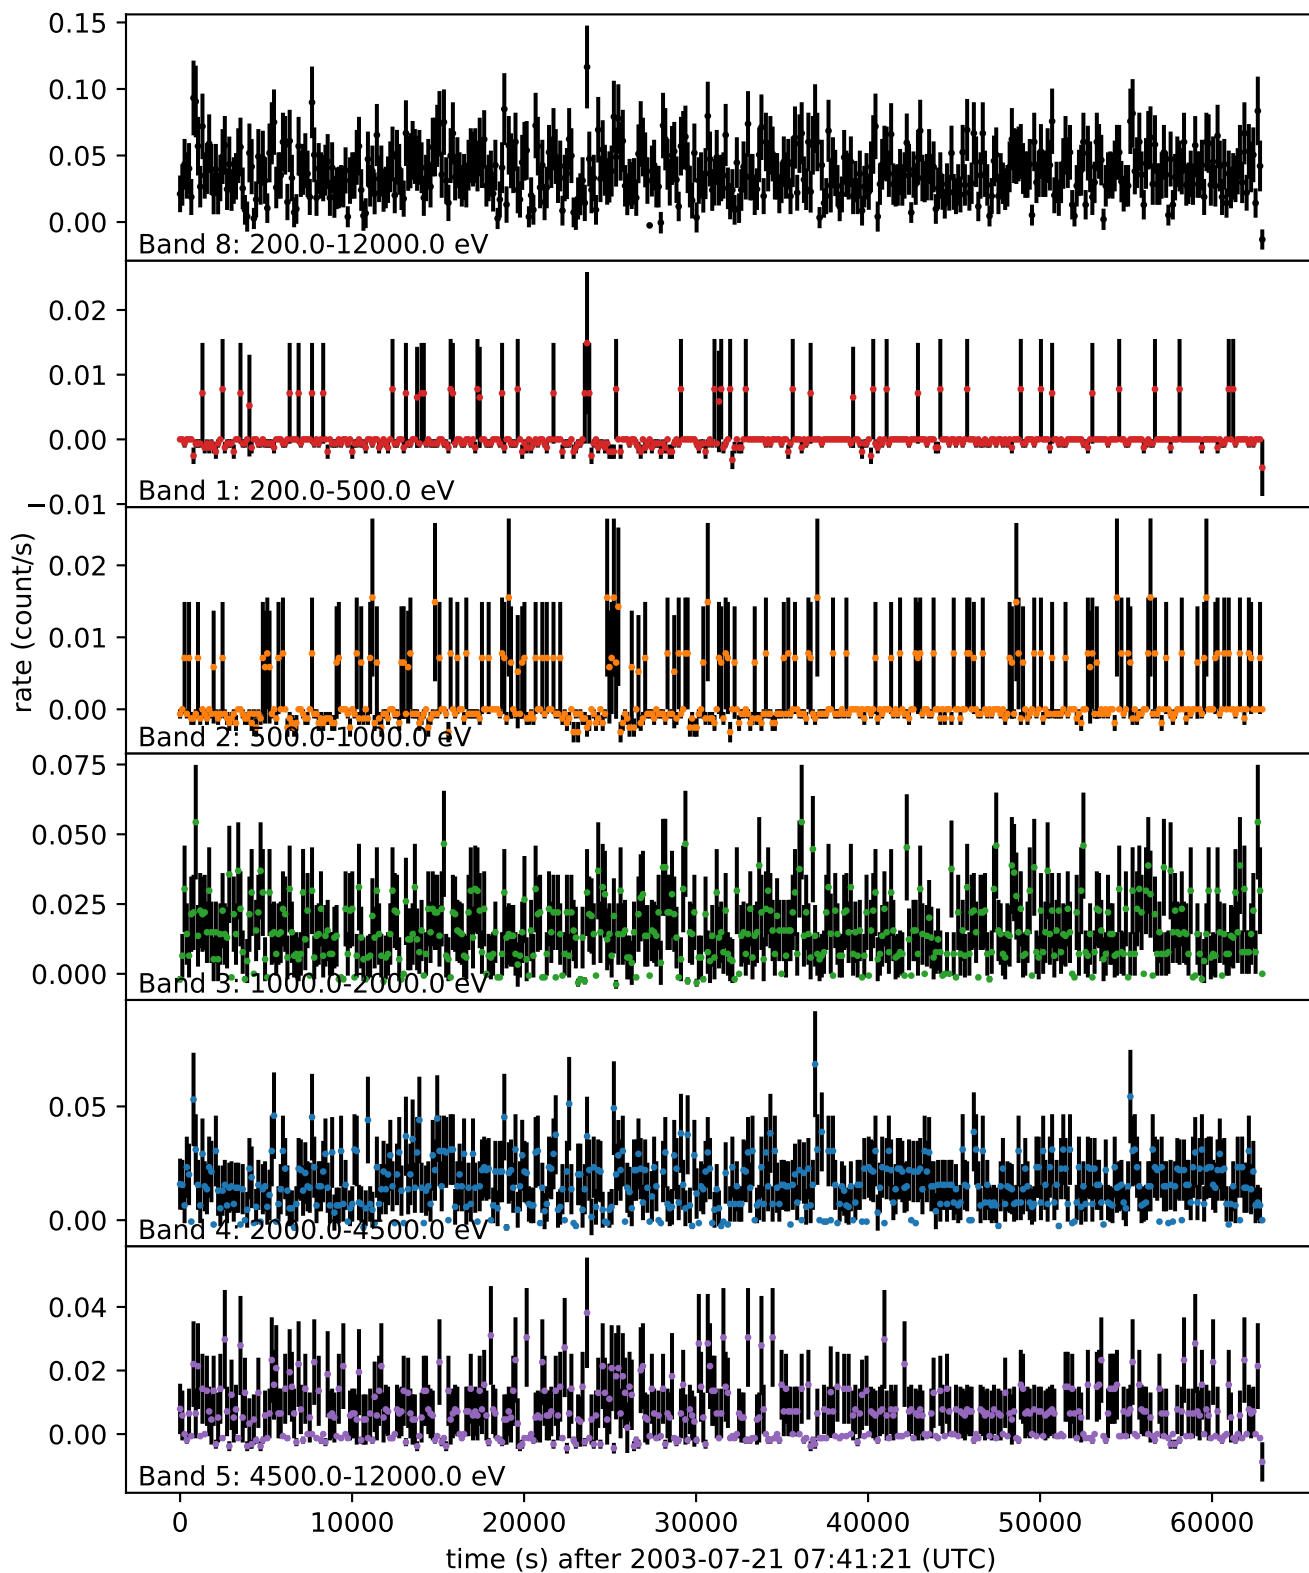 0.15
0.10
0.05
0.00
Band 8: 200.0-12000.0 eV
0.02
0.01
0.00
−0.01
Band 1: 200.0-500.0 eV
rate (count/s)
0.02
0.01
0.00
Band 2: 500.0-1000.0 eV
0.075
0.050
0.025
0.000
Band 3: 1000.0-2000.0 eV
0.05
0.00
Band 4: 2000.0-4500.0 eV
0.04
0.02
0.00
Band 5: 4500.0-12000.0 eV
0 10000 20000 30000 40000 50000 60000
time (s) after 2003-07-21 07:41:21 (UTC)